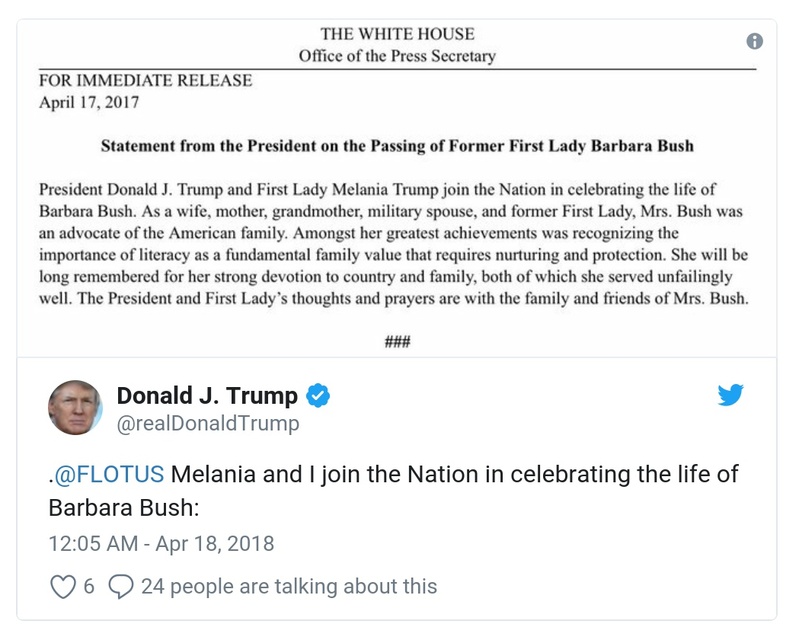 THE WHITE HOUSE
Office of the Press Secretary
FOR IMMEDIATE RELEASE
April 17, 2017
Statement from the President on the Passing of Former First Lady Barbara Bush
President Donald J. Trump and First Lady Melania Trump join the Nation in celebrating the life of
Barbara Bush. As a wife, mother, grandmother, military spouse, and former First Lady, Mrs. Bush was
an advocate of the American family. Amongst her greatest achievements was recognizing the
importance of literacy as a fundamental family value that requires nurturing and protection. She will be
long remembered for her strong devotion to country and family, both of which she served unfailingly
well. The President and First Lady’s thoughts and prayers are with the family and friends of Mrs. Bush.
###
Donald J. Trump
@realDonaldTrump
.@FLOTUS Melania and I join the Nation in celebrating the life of
Barbara Bush:
12:05 AM - Apr 18, 2018
6 24 people are talking about this